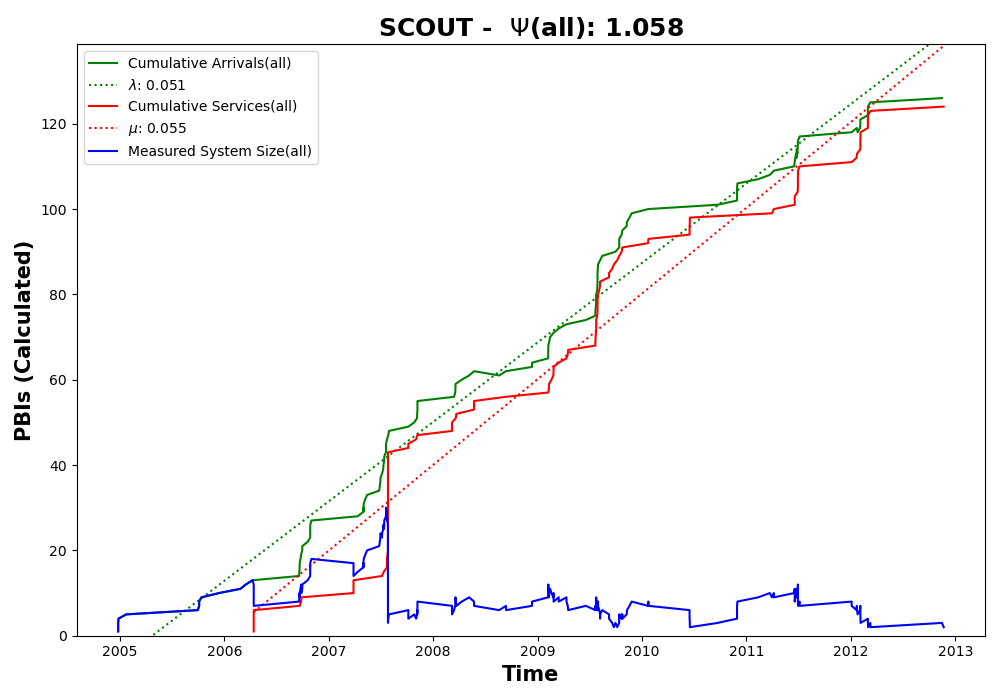 SCOUT - Ψ(all): 1.058
Cumulative Arrivals(all)
λ: 0.051
Cumulative Services(all)
μ: 0.055
Measured System Size(all)
PBIs (Calculated)
120
100
80
60
40
20
0
2005 2006 2007 2008 2009 2010 2011 2012 2013
Time